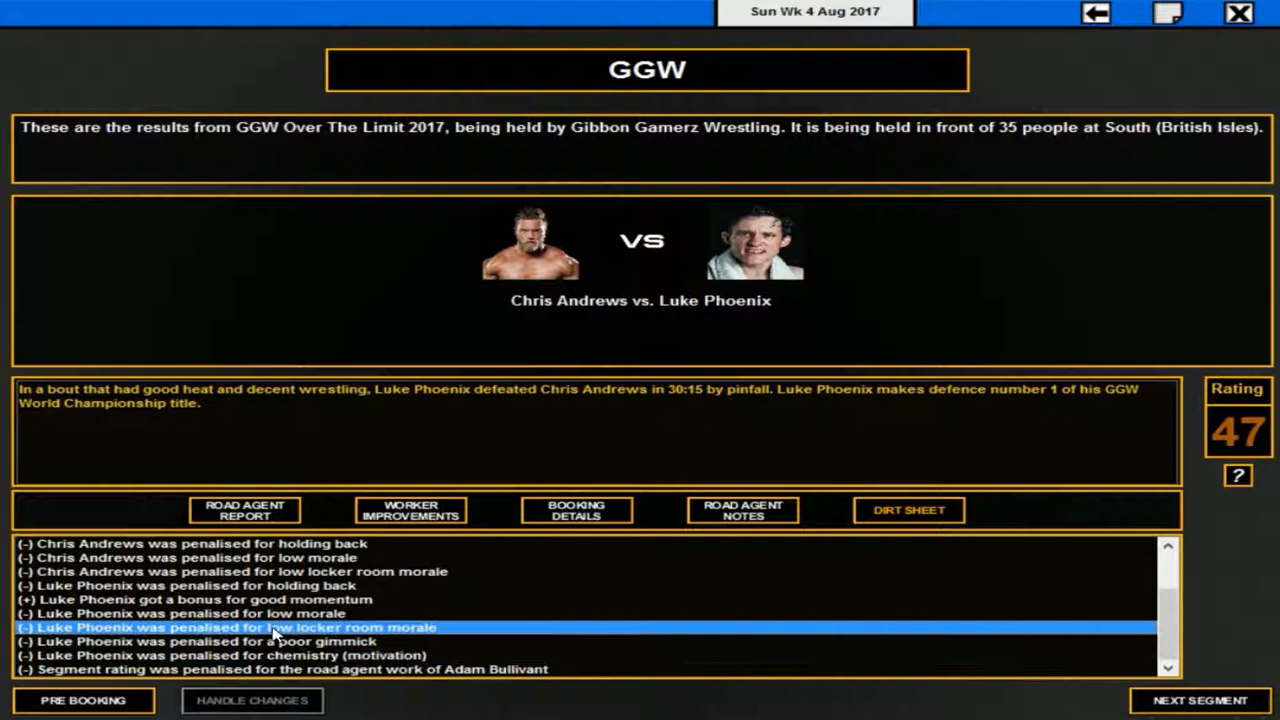 Sun Wk 4 Aug 2017
GGW
These are the results from GGW Over The Limit 2017, being held by Gibbon Gamerz Wrestling. It is being held in front of 35 people at South (British Isles).
VS
Chris Andrews vs. Luke Phoenix
In a bout that had good heat and decent wrestling, Luke Phoenix defeated Chris Andrews in 30:15 by pinfall. Luke Phoenix makes defence number 1 of his GGW
World Championship title.
Rating
47
?
ROAD AGENT
REPORT
WORKER
IMPROVEMENTS
BOOKING
DETAILS
ROAD AGENT
NOTES
DIRT SHEET
(-) Chris Andrews was penalised for holding back
(-) Chris Andrews was penalised for low morale
(-) Chris Andrews was penalised for low locker room morale
(-) Luke Phoenix was penalised for holding back
(+) Luke Phoenix got a bonus for good momentum
(-) Luke Phoenix was penalised for low morale
(-) Luke Phoenix was penalised for low locker room morale
(-) Luke Phoenix was penalised for a poor gimmick
(-) Luke Phoenix was penalised for chemistry (motivation)
(-) Segment rating was penalised for the road agent work of Adam Bullivant
PRE BOOKING
HANDLE CHANGES
NEXT SEGMENT